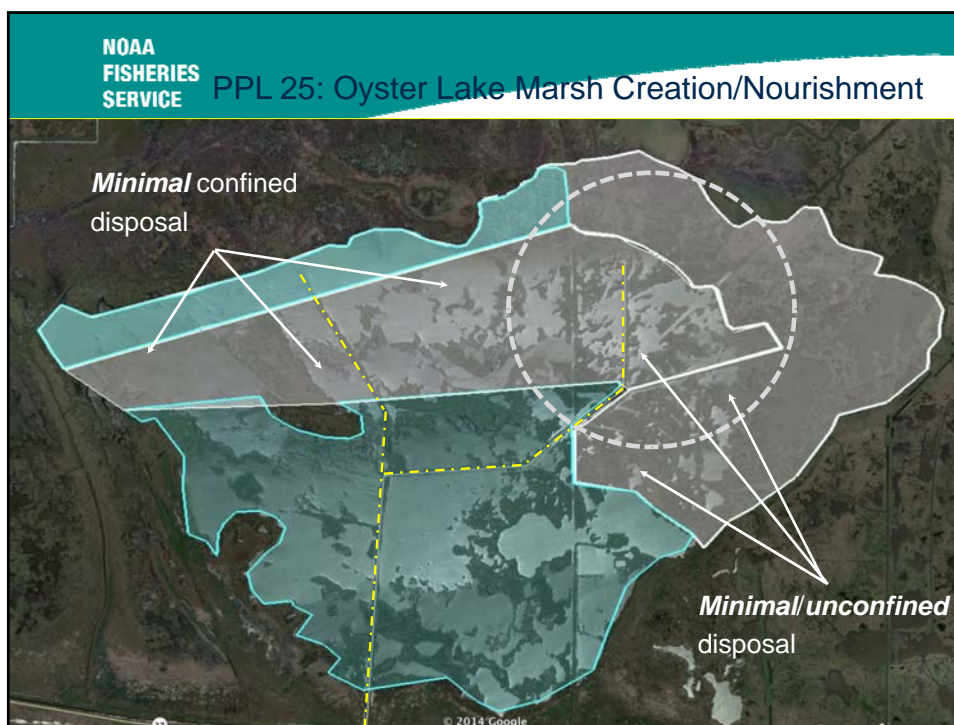 NOAA
FISHERIES
SERVICE
PPL 25: Oyster Lake Marsh Creation/Nourishment
Minimal confined
disposal
Minimal/unconfined
disposal
© 2014 Google